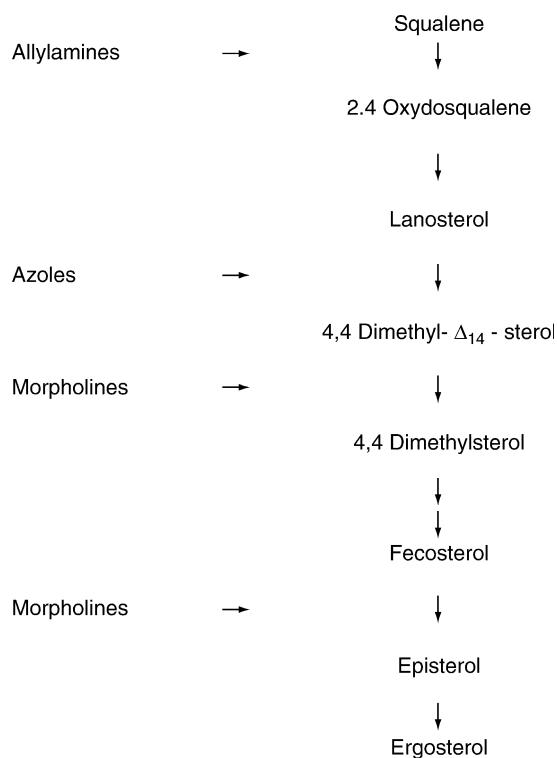 Squalene
Allylamines
2.4 Oxydosqualene
Lanosterol
Azoles
4,4 Dimethyl- Δ₁₄ - sterol
Morpholines
4,4 Dimethylsterol
Fecosterol
Morpholines
Episterol
Ergosterol